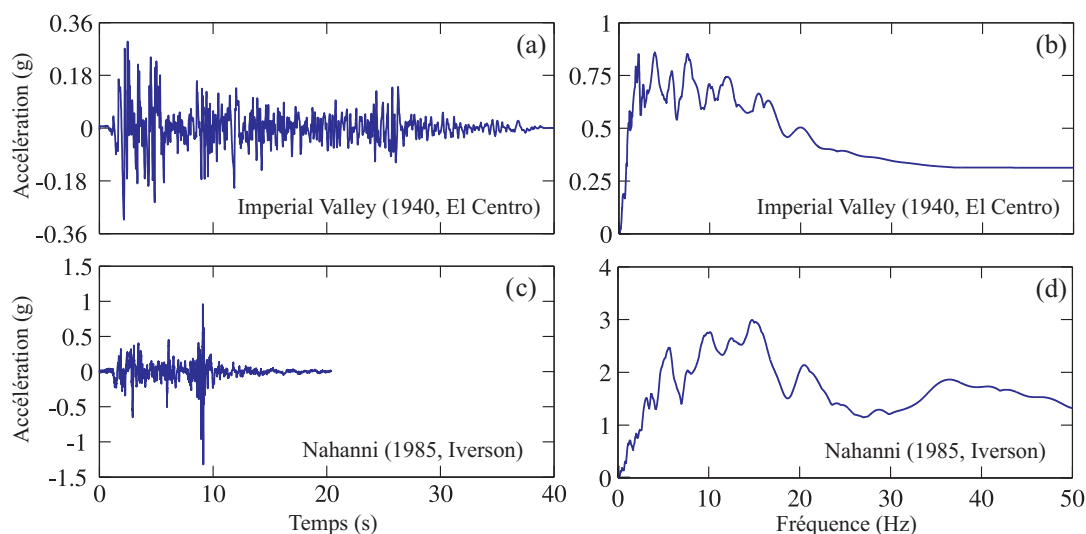 0.36
0.18
0
-0.18
-0.36
Accélération (g)
(a)
Imperial Valley (1940, El Centro)
1
0.75
0.5
0.25
0
(b)
Imperial Valley (1940, El Centro)
1.5
1
0.5
0
-0.5
-1
-1.5
Accélération (g)
(c)
Nahanni (1985, Iverson)
0 10 20 30 40
Temps (s)
4
3
2
1
0
(d)
Nahanni (1985, Iverson)
0 10 20 30 40 50
Fréquence (Hz)